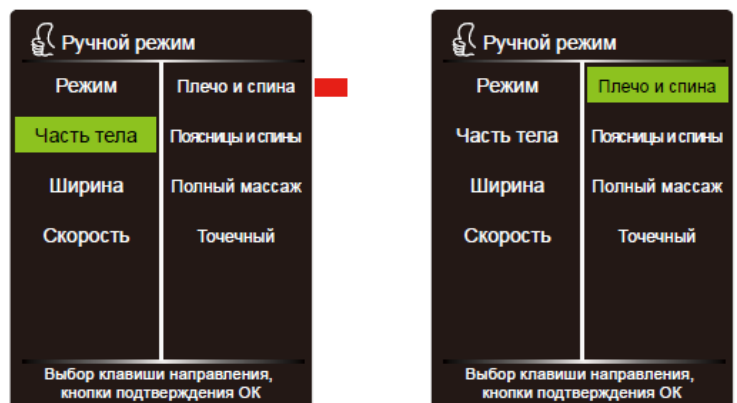 Ручной режим
Режим
Плечо и спина
Часть тела
Поясницы и спины
Ширина
Полный массаж
Скорость
Точечный
Выбор клавиши направления,
кнопки подтверждения ОК
Ручной режим
Режим
Плечо и спина
Часть тела
Поясницы и спины
Ширина
Полный массаж
Скорость
Точечный
Выбор клавиши направления,
кнопки подтверждения ОК